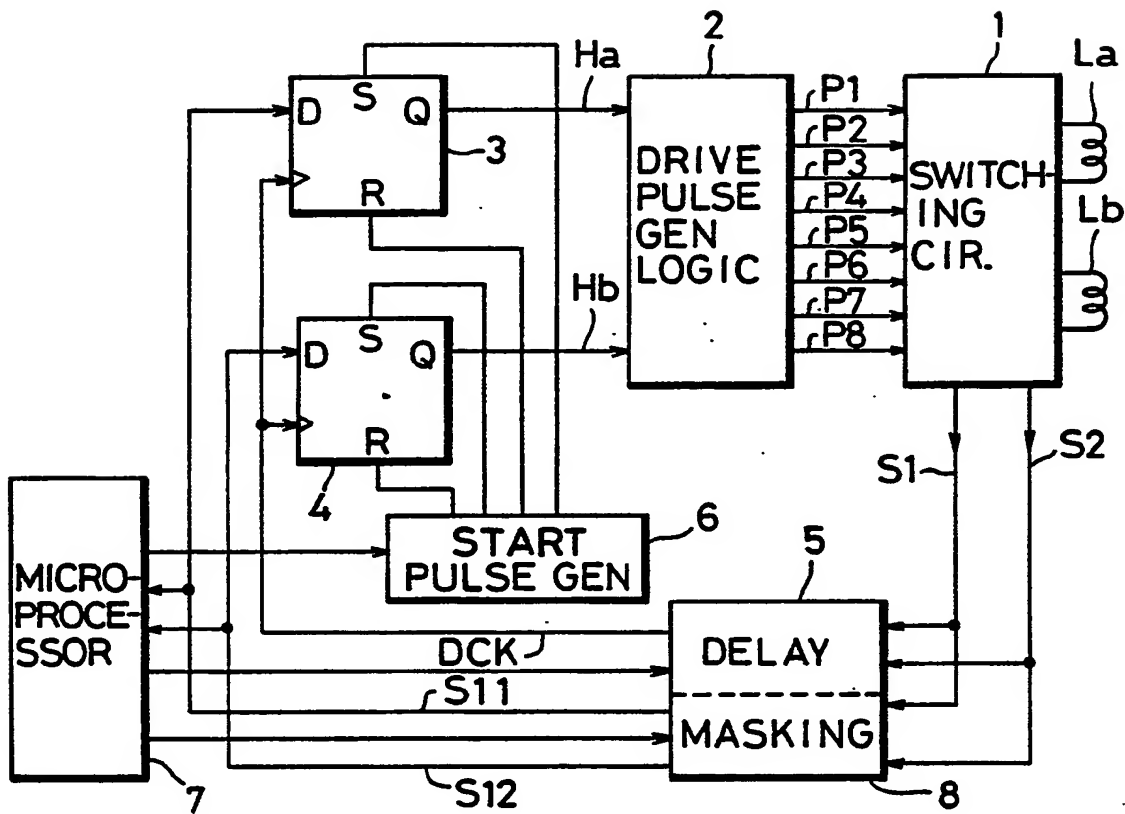 2
1
Ha
La
S
D
Q
P1
P2
3
DRIVE
PULSE
GEN
LOGIC
P3
P4
P5
P6
P7
P8
SWITCH-
ING
CIR.
R
Lb
Hb
S
D
Q
R
4
S1
S2
6
START
PULSE GEN
5
MICRO-
PROCE-
SSOR
DCK
DELAY
S11
MASKING
7
S12
8